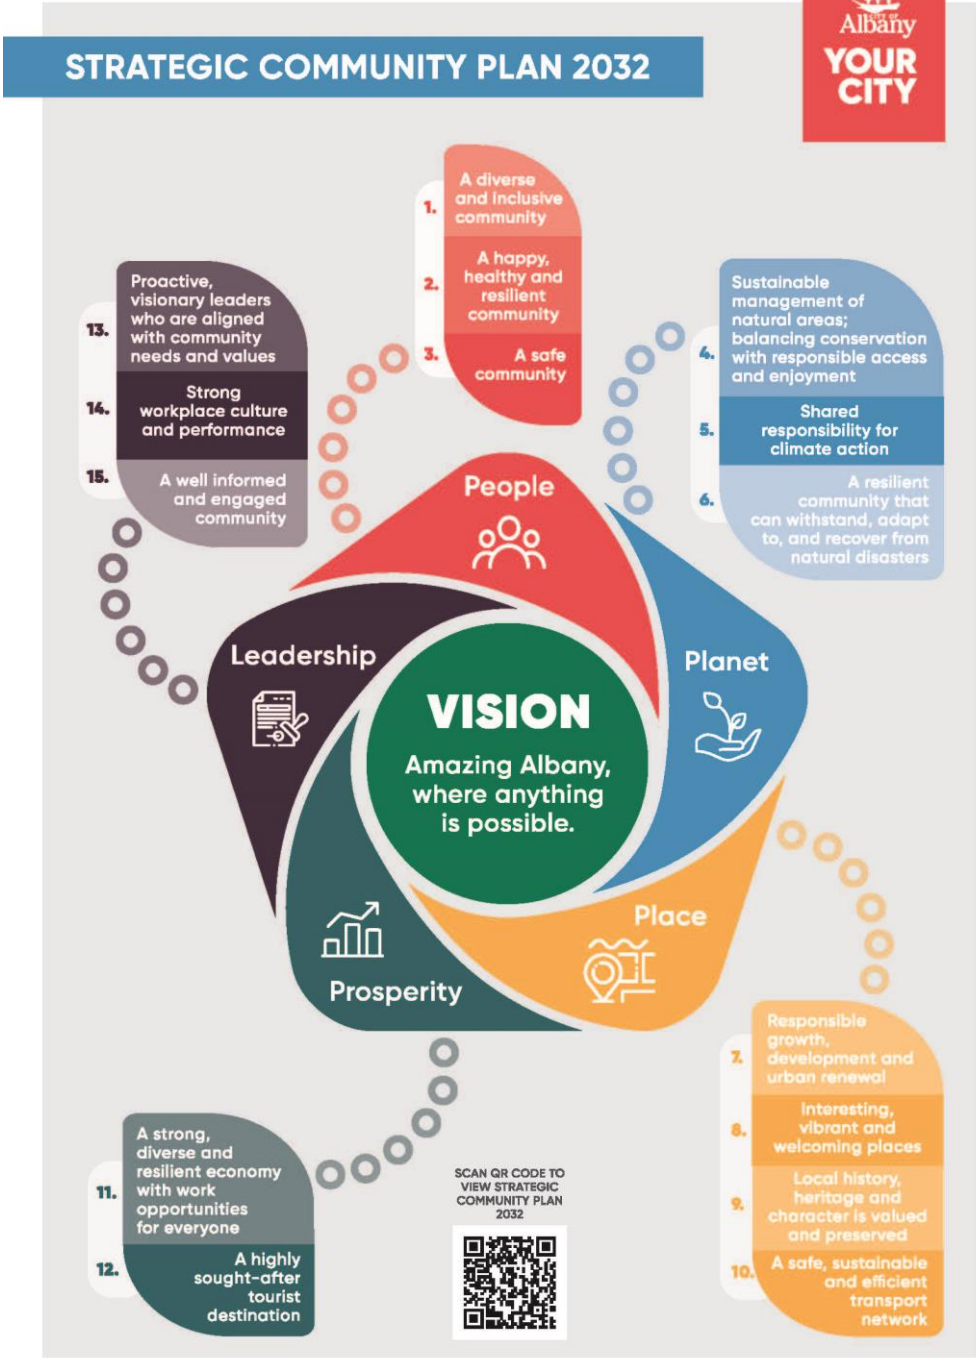 CITY OF
Albany
YOUR
CITY
STRATEGIC COMMUNITY PLAN 2032
1.
A diverse
and inclusive
community
2.
A happy,
healthy and
resilient
community
3.
A safe
community
13.
Proactive,
visionary leaders
who are aligned
with community
needs and values
14.
Strong
workplace culture
and performance
15.
A well informed
and engaged
community
4.
Sustainable
management of
natural areas;
balancing conservation
with responsible access
and enjoyment
5.
Shared
responsibility for
climate action
6.
A resilient
community that
can withstand, adapt
to, and recover from
natural disasters
People
Leadership
Planet
VISION
Amazing Albany,
where anything
is possible.
Place
Prosperity
7.
Responsible
growth,
development and
urban renewal
8.
Interesting,
vibrant and
welcoming places
9.
Local history,
heritage and
character is valued
and preserved
10.
A safe, sustainable
and efficient
transport
network
11.
A strong,
diverse and
resilient economy
with work
opportunities
for everyone
12.
A highly
sought-after
tourist
destination
SCAN QR CODE TO
VIEW STRATEGIC
COMMUNITY PLAN
2032